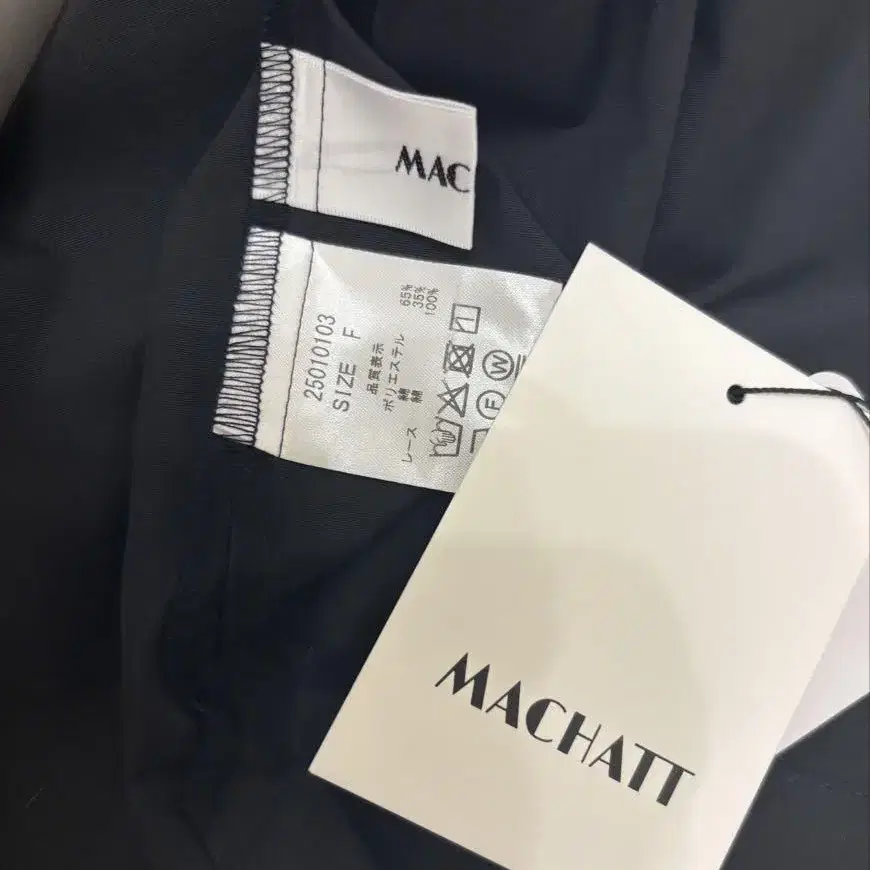 MAC
25010103
SIZE F
品質表示
ポリエステル 65%
綿 35%
レース 綿 100%
W
F
MACHATT